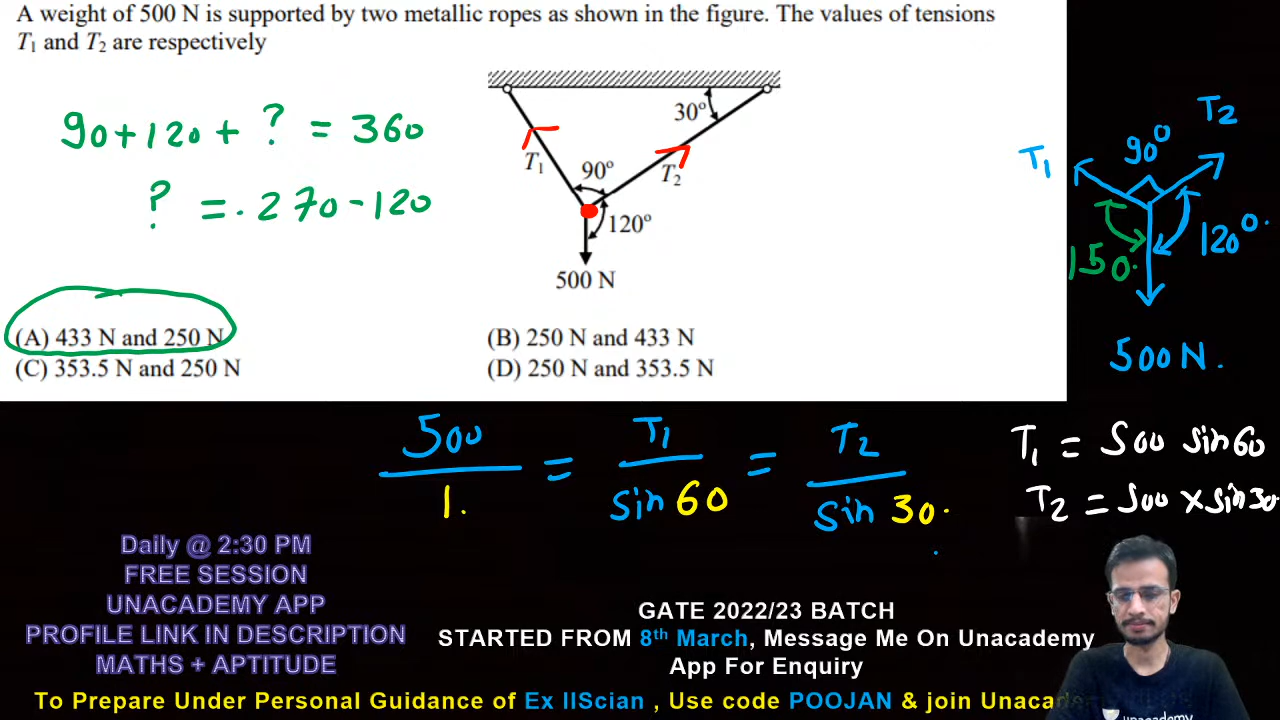 A weight of 500 N is supported by two metallic ropes as shown in the figure. The values of tensions
T₁ and T₂ are respectively
90+120+ ? = 360
? = 270-120
30°
T₁
90°
T₂
120°
500 N
(A) 433 N and 250 N
(B) 250 N and 433 N
(C) 353.5 N and 250 N
(D) 250 N and 353.5 N
T₂
T₁
90°
120°
150
500 N.
500 / 1. = T₁ / sin 60 = T₂ / sin 30.
T₁ = 500 sin60
T₂ = 500 x sin30
Daily @ 2:30 PM
FREE SESSION
UNACADEMY APP
PROFILE LINK IN DESCRIPTION
MATHS + APTITUDE
GATE 2022/23 BATCH
STARTED FROM 8th March, Message Me On Unacademy
App For Enquiry
To Prepare Under Personal Guidance of Ex IIScian , Use code POOJAN & join Unacad
unacademy